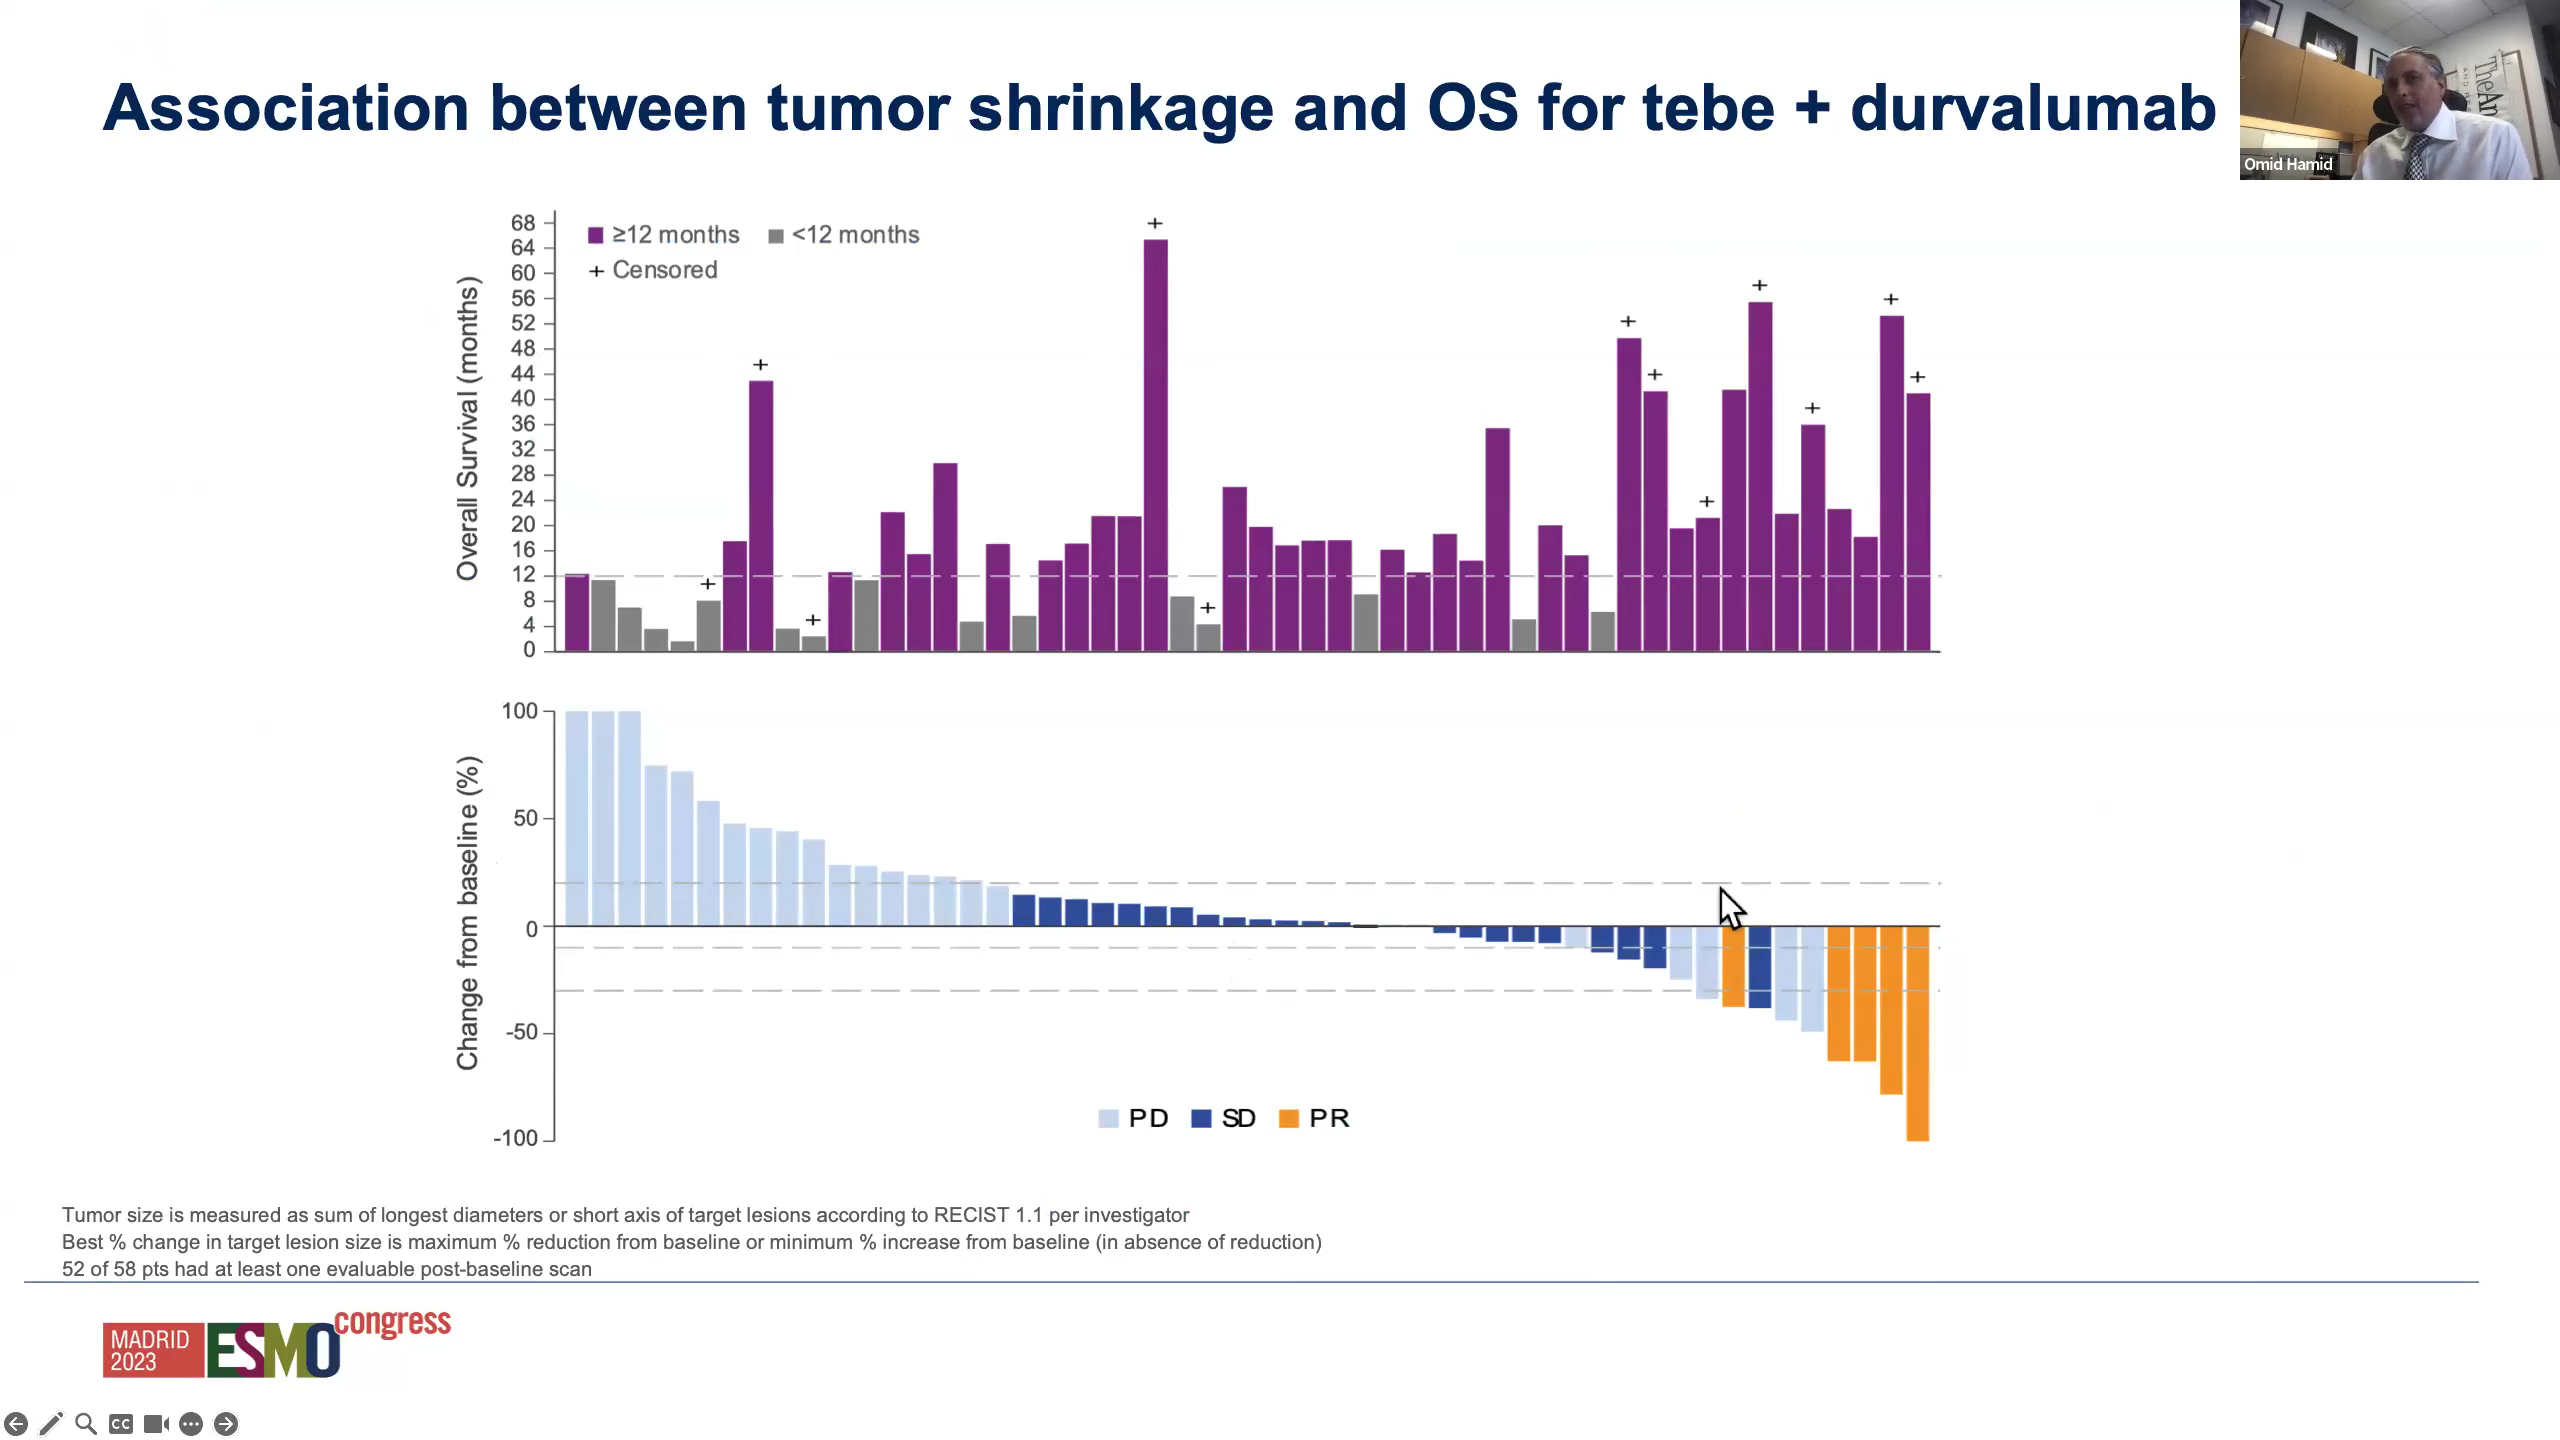 Association between tumor shrinkage and OS for tebe + durvalumab
Omid Hamid
≥12 months <12 months
+ Censored
Overall Survival (months)
68
64
60
56
52
48
44
40
36
32
28
24
20
16
12
8
4
0
Change from baseline (%)
100
50
0
-50
-100
PD SD PR
Tumor size is measured as sum of longest diameters or short axis of target lesions according to RECIST 1.1 per investigator
Best % change in target lesion size is maximum % reduction from baseline or minimum % increase from baseline (in absence of reduction)
52 of 58 pts had at least one evaluable post-baseline scan
MADRID
2023
ESMO
congress
CC